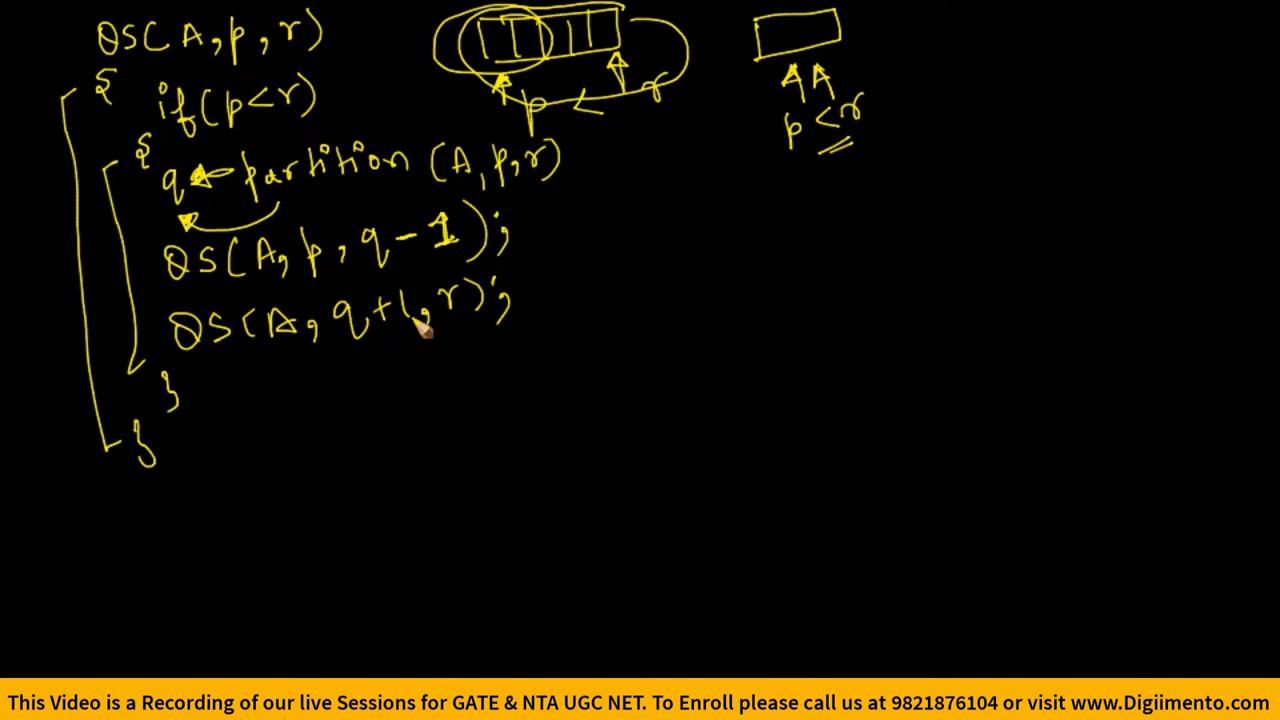 QS(A,p,r)
{
if(p<r)
{
q← partition (A,p,r)
QS(A,p,q-1);
QS(A,q+1,r);
}
}
p < r
p < r
This Video is a Recording of our live Sessions for GATE & NTA UGC NET. To Enroll please call us at 9821876104 or visit www.Digiimento.com